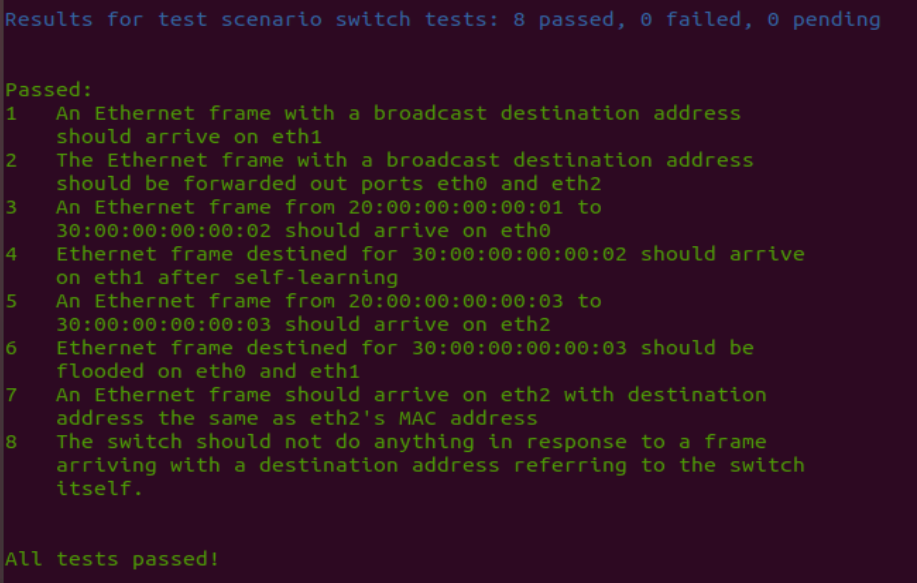 Results for test scenario switch tests: 8 passed, 0 failed, 0 pending
Passed:
1 An Ethernet frame with a broadcast destination address
should arrive on eth1
2 The Ethernet frame with a broadcast destination address
should be forwarded out ports eth0 and eth2
3 An Ethernet frame from 20:00:00:00:00:01 to
30:00:00:00:00:02 should arrive on eth0
4 Ethernet frame destined for 30:00:00:00:00:02 should arrive
on eth1 after self-learning
5 An Ethernet frame from 20:00:00:00:00:03 to
30:00:00:00:00:03 should arrive on eth2
6 Ethernet frame destined for 30:00:00:00:00:03 should be
flooded on eth0 and eth1
7 An Ethernet frame should arrive on eth2 with destination
address the same as eth2's MAC address
8 The switch should not do anything in response to a frame
arriving with a destination address referring to the switch
itself.
All tests passed!